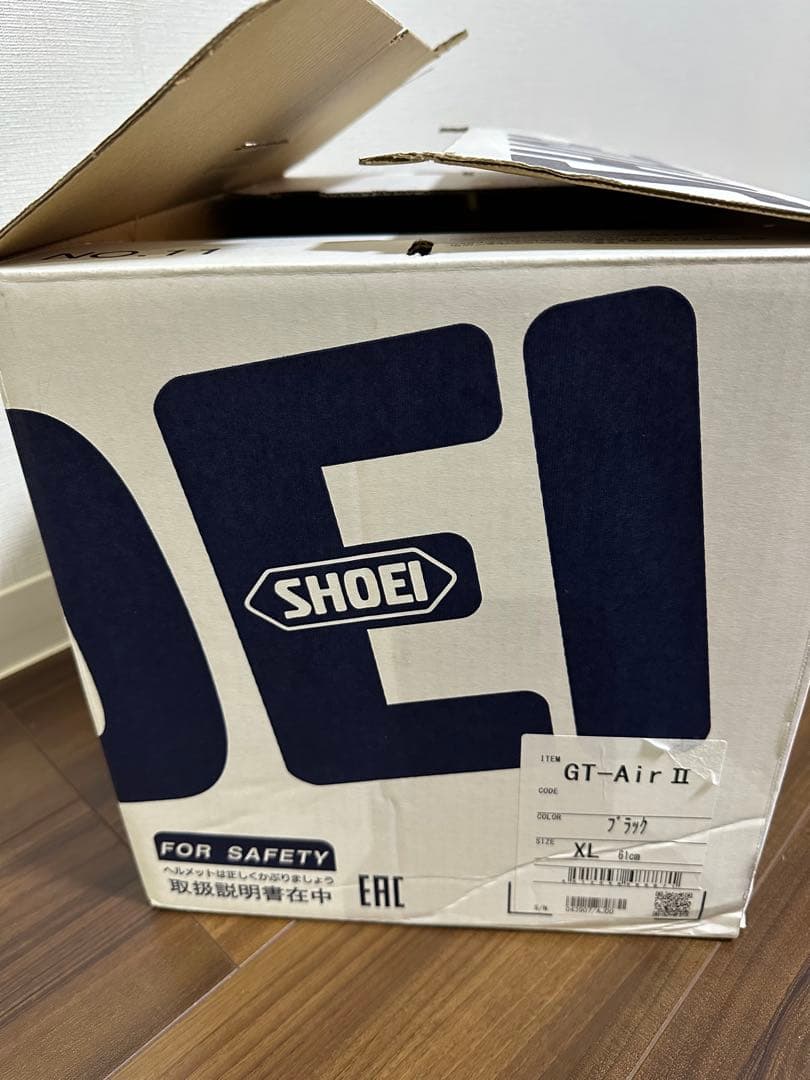 NO.11
EI
SHOEI
ITEM GT-Air Ⅱ
CODE
COLOR ブラック
SIZE XL 61cm
S/N
FOR SAFETY
ヘルメットは正しくかぶりましょう
取扱説明書在中
EAC